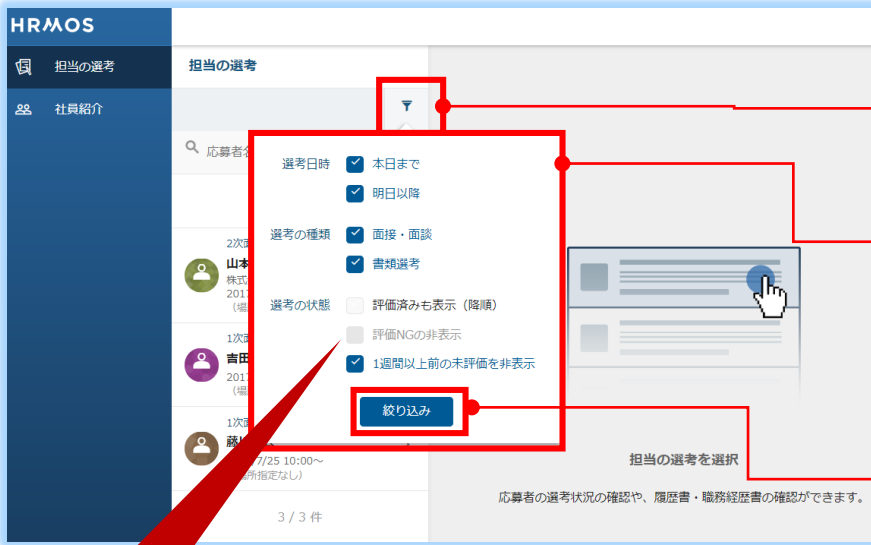 HRMOS
担当の選考
担当の選考
社員紹介
応募者
選考日時
本日まで
明日以降
選考の種類
面接・面談
書類選考
2次
山本
株式
2017
(場
選考の状態
評価済みも表示（降順）
評価NGの非表示
1週間以上前の未評価を非表示
1次
吉田
2017
(場
絞り込み
1次
7/25 10:00～
所指定なし）
3 / 3 件
担当の選考を選択
応募者の選考状況の確認や、履歴書・職務経歴書の確認ができます。